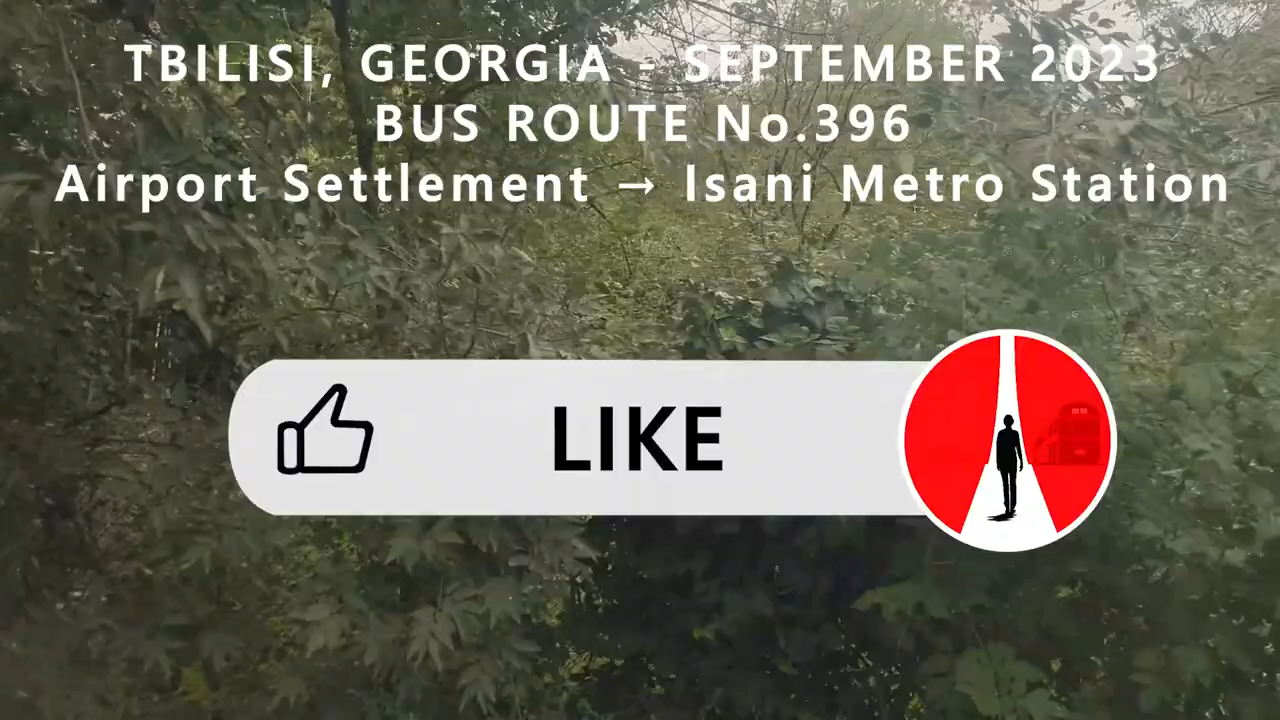 TBILISI, GEORGIA - SEPTEMBER 2023
BUS ROUTE No.396
Airport Settlement → Isani Metro Station
LIKE